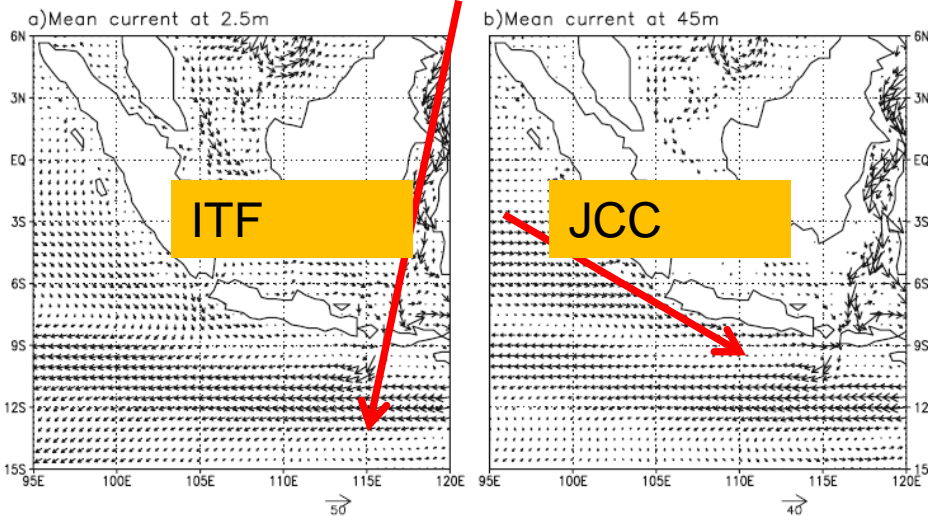 a)Mean current at 2.5m
b)Mean current at 45m
6N
3N
EQ
3S
6S
9S
12S
15S
95E
100E
105E
110E
115E
120E
50
ITF
6N
3N
EQ
3S
6S
9S
12S
15S
95E
100E
105E
110E
115E
120E
40
JCC